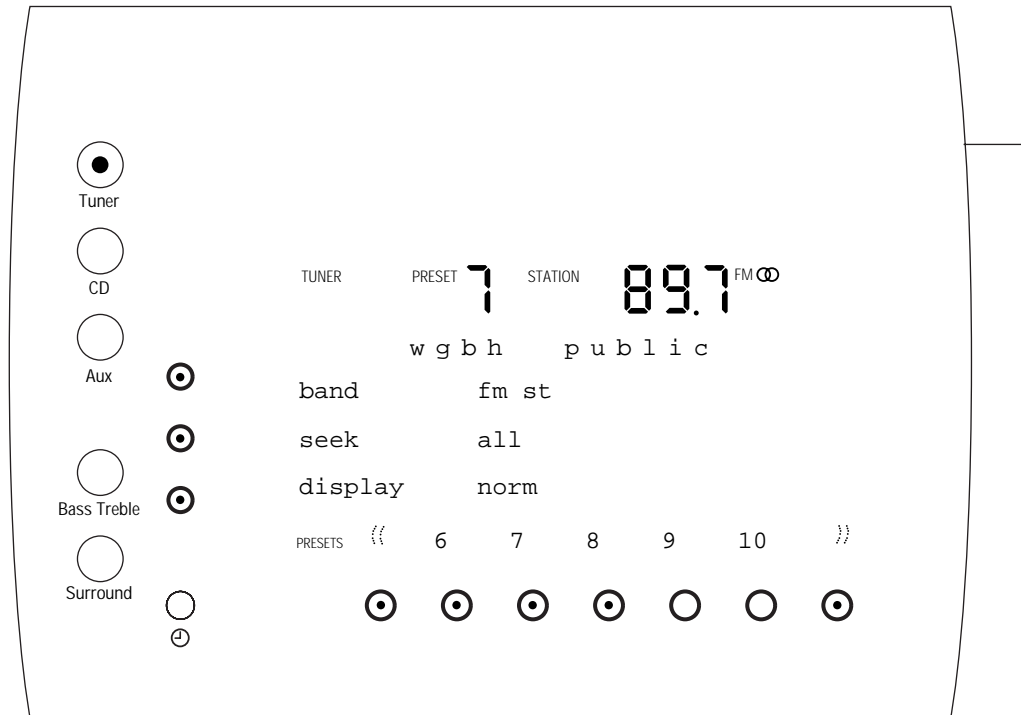 Tuner
CD
Aux
Bass Treble
Surround
TUNER PRESET 7 STATION 89.7 FM
wgbh public
band fm st
seek all
display norm
PRESETS 6 7 8 9 10